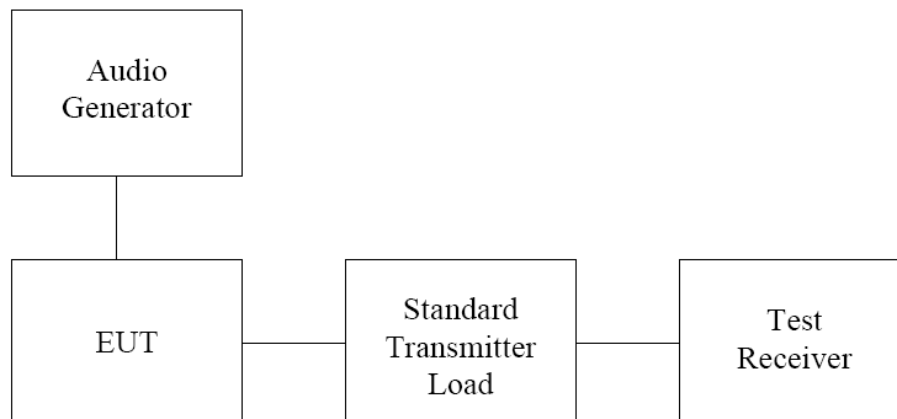 Audio
Generator
EUT
Standard
Transmitter
Load
Test
Receiver